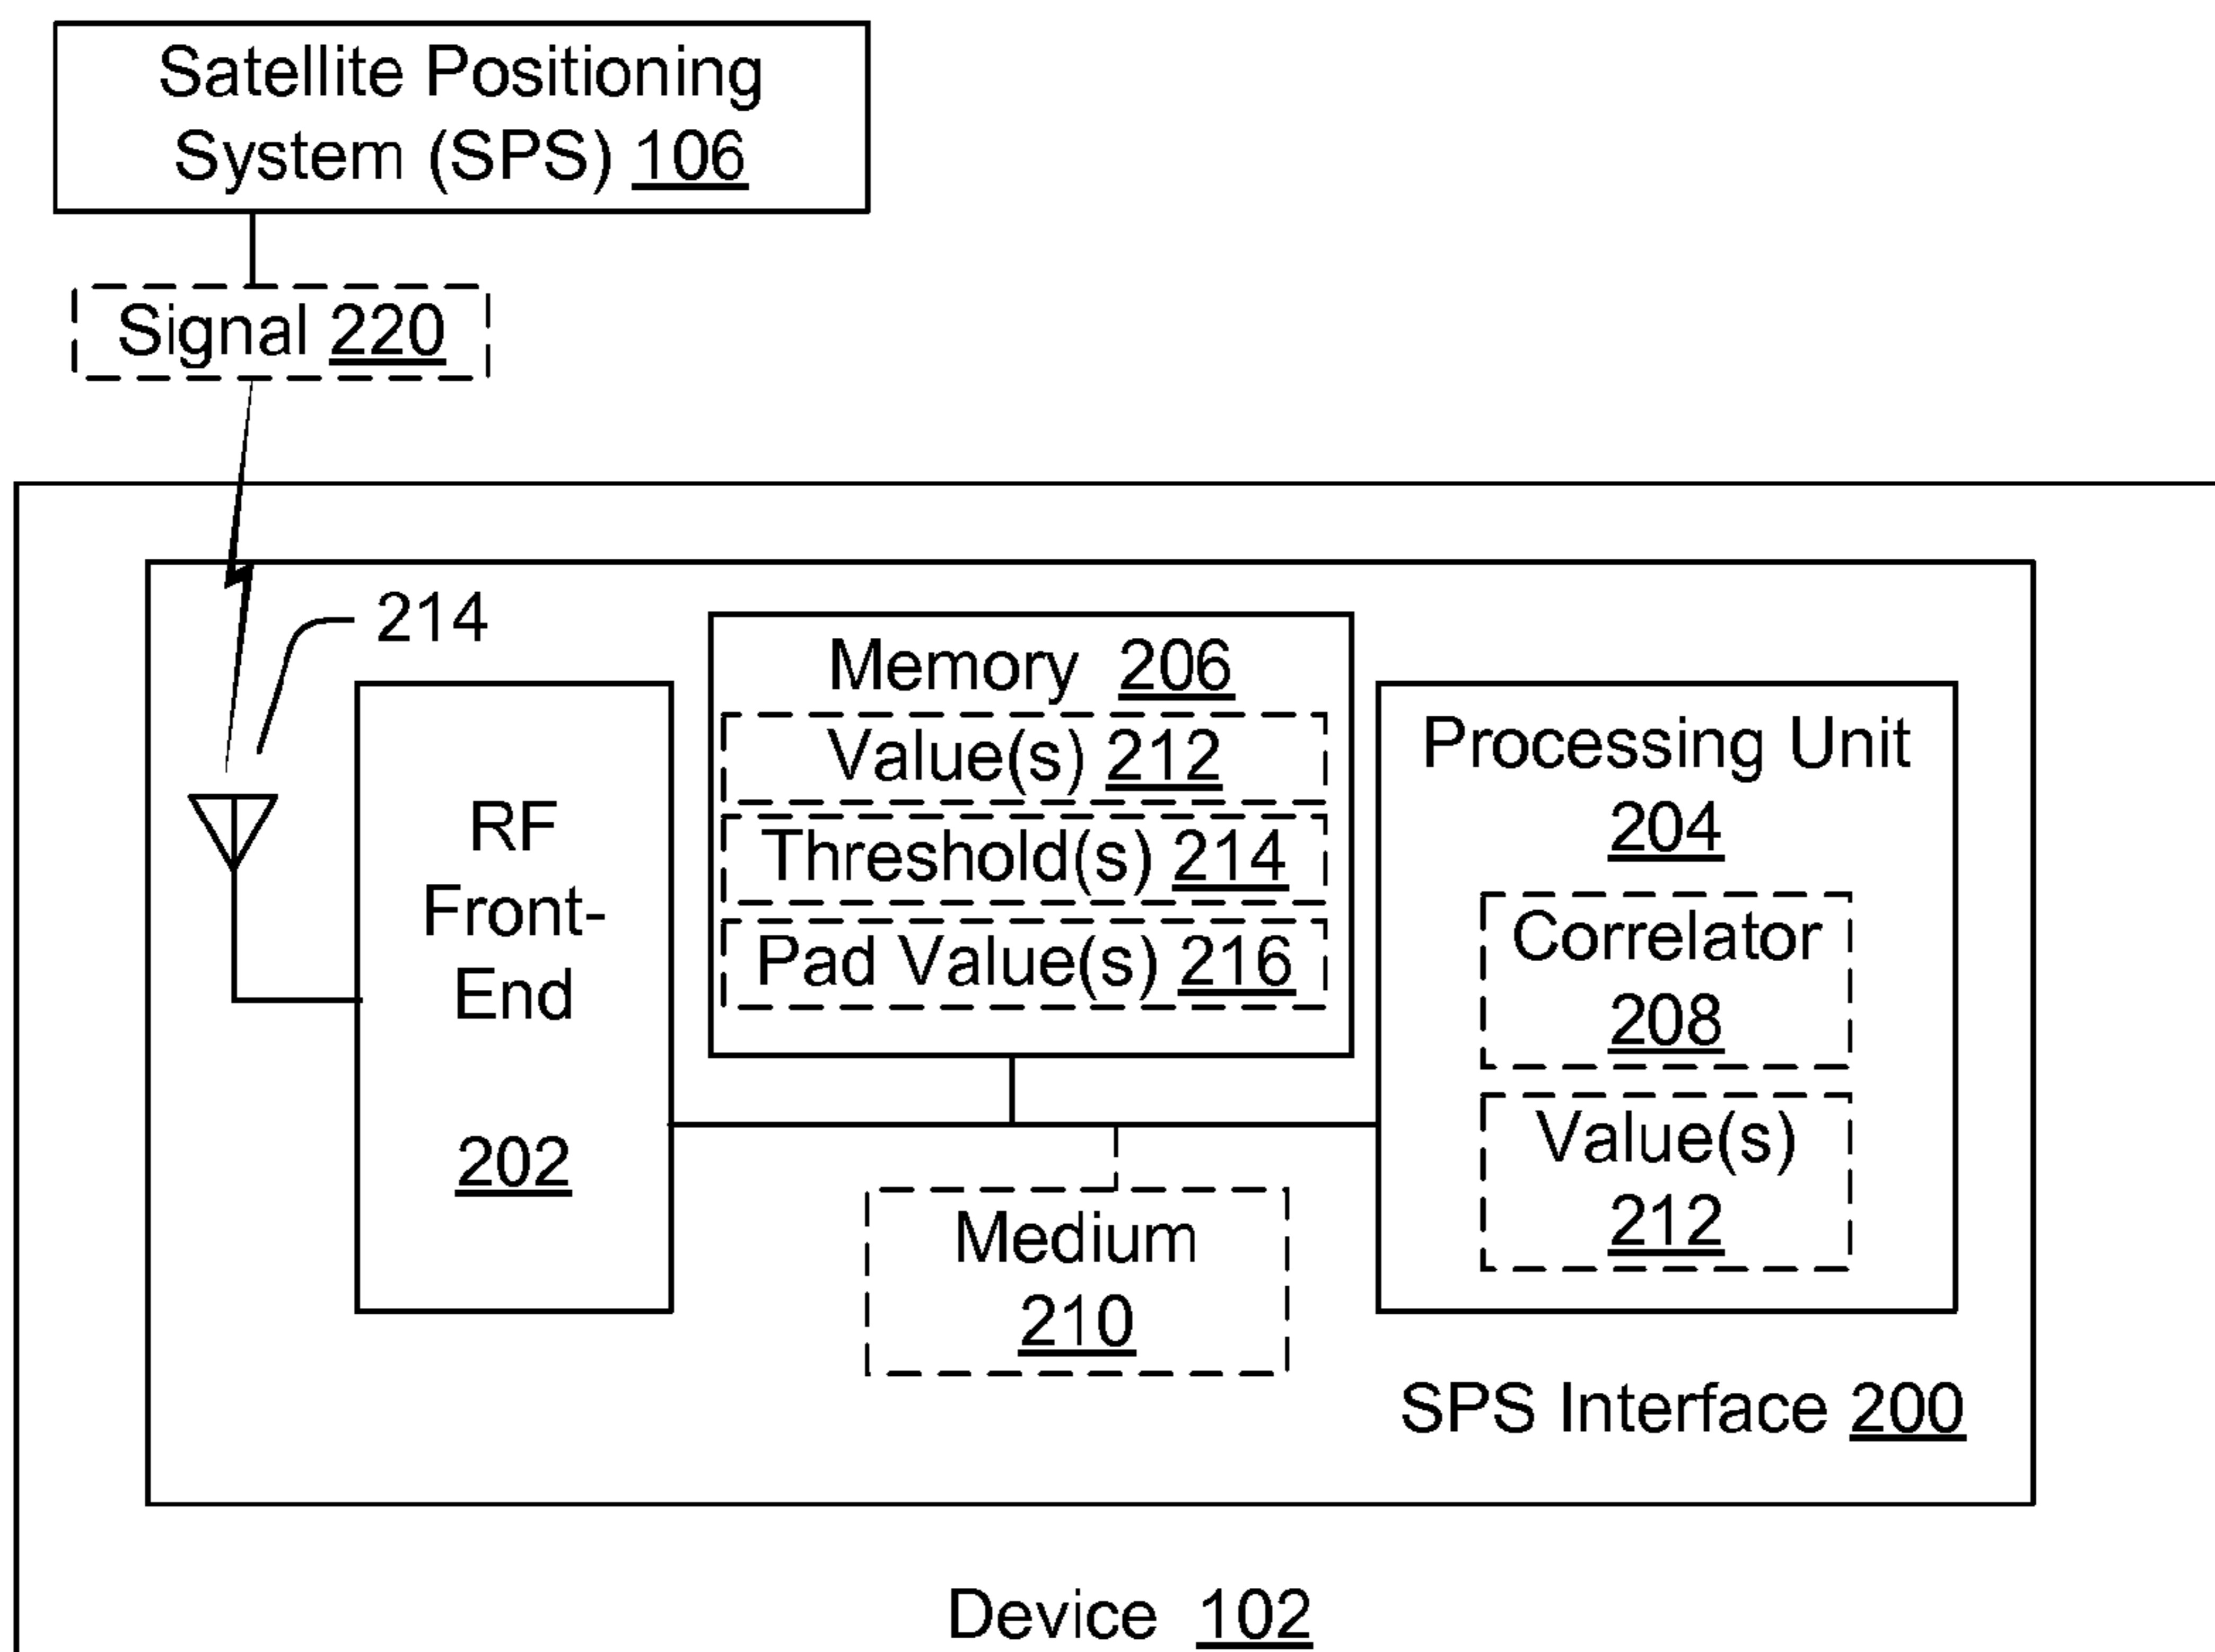 Satellite Positioning
System (SPS) 106
Signal 220
214
RF
Front-
End
202
Memory 206
Value(s) 212
Threshold(s) 214
Pad Value(s) 216
Processing Unit
204
Correlator
208
Value(s)
212
Medium
210
SPS Interface 200
Device 102